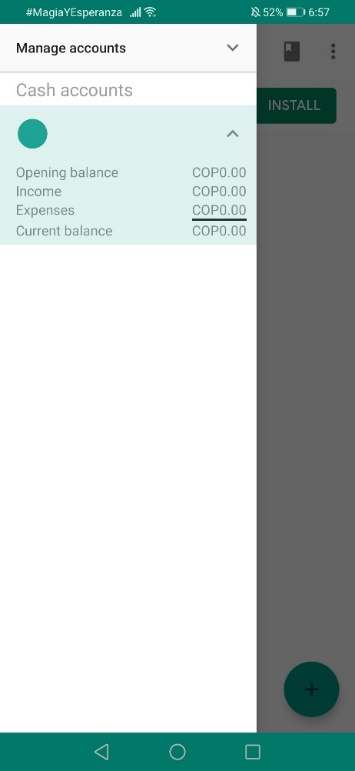 #MagiaYEsperanza 52% 6:57
Manage accounts
INSTALL
Cash accounts
Opening balance COP0.00
Income COP0.00
Expenses COP0.00
Current balance COP0.00